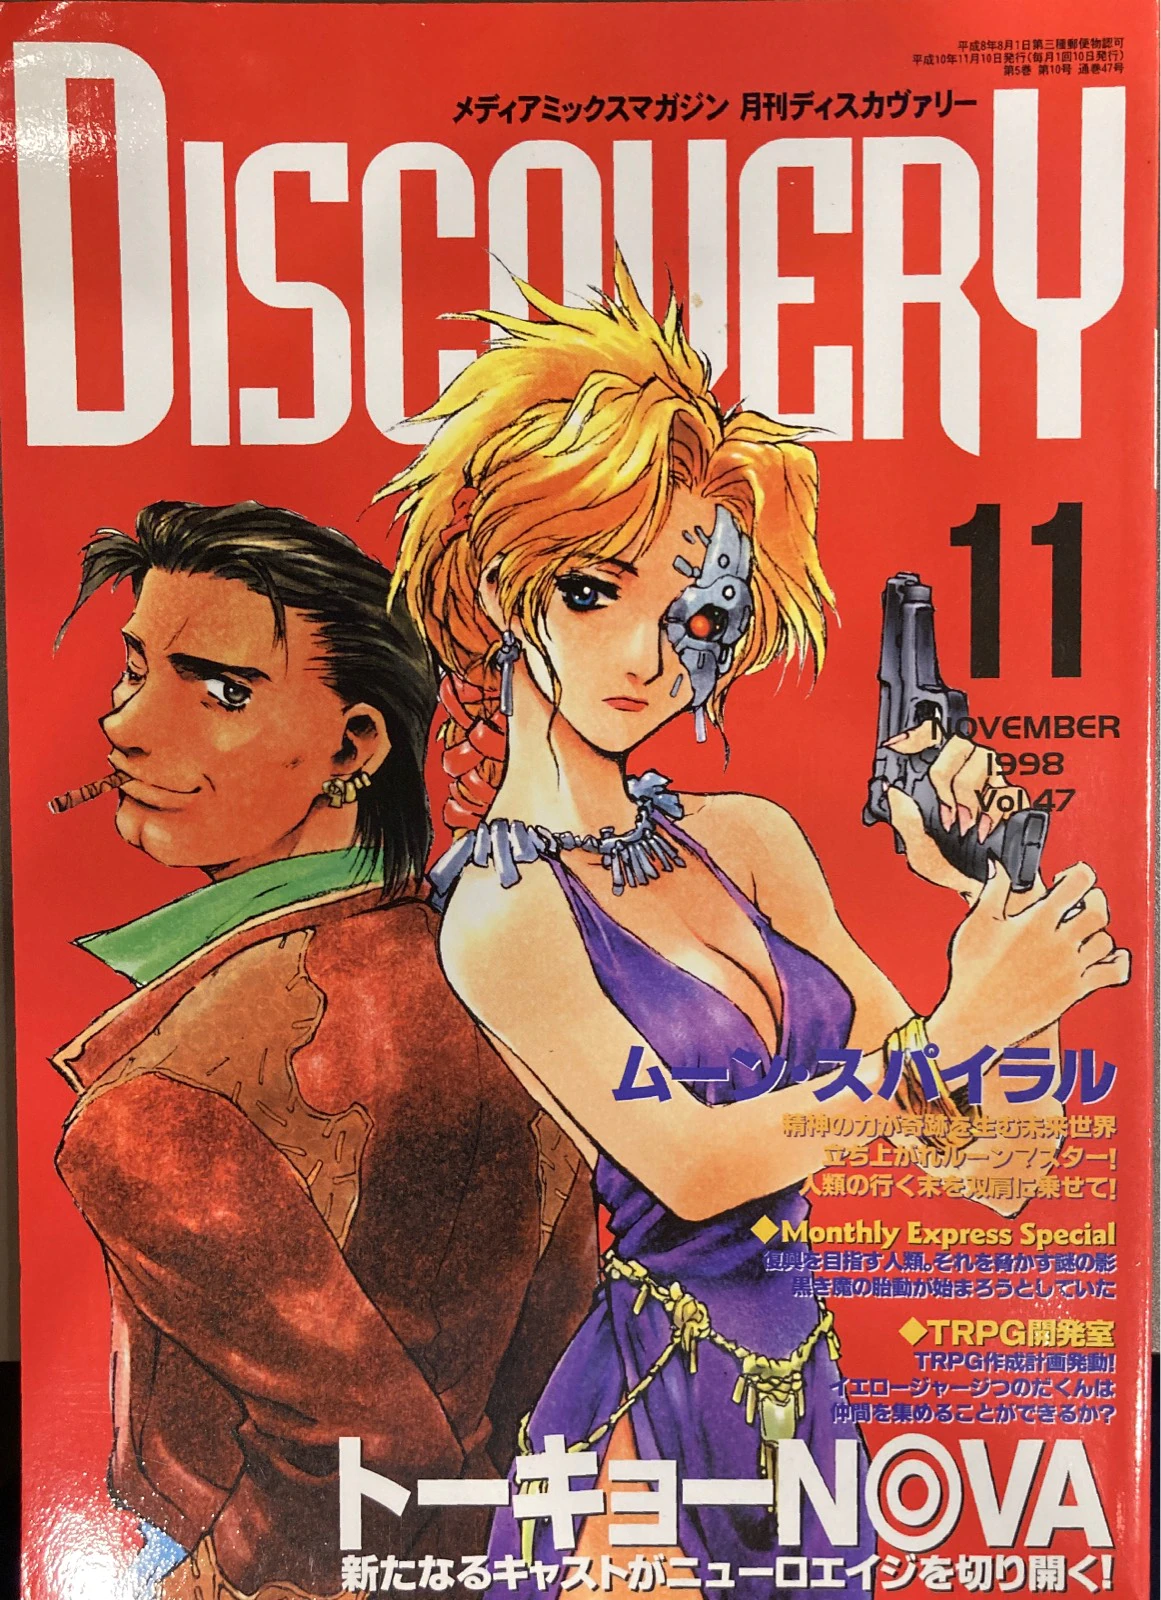 平成8年8月1日第三種郵便物認可
平成10年11月10日発行(毎月1回10日発行)
第5巻 第10号 通巻47号
メディアミックスマガジン 月刊ディスカヴァリー
DISCOVERY
11
NOVEMBER
1998
Vol.47
ムーン・スパイラル
精神の力が奇跡を生む未来世界
立ち上がれルーンマスター!
人類の行く末を双肩に乗せて!
◆Monthly Express Special
復興を目指す人類。それを脅かす謎の影
黒き魔の胎動が始まろうとしていた
◆TRPG開発室
TRPG作成計画発動!
イエロージャージつのだくんは
仲間を集めることができるか?
トーキョーNOVA
新たなるキャストがニューロエイジを切り開く!